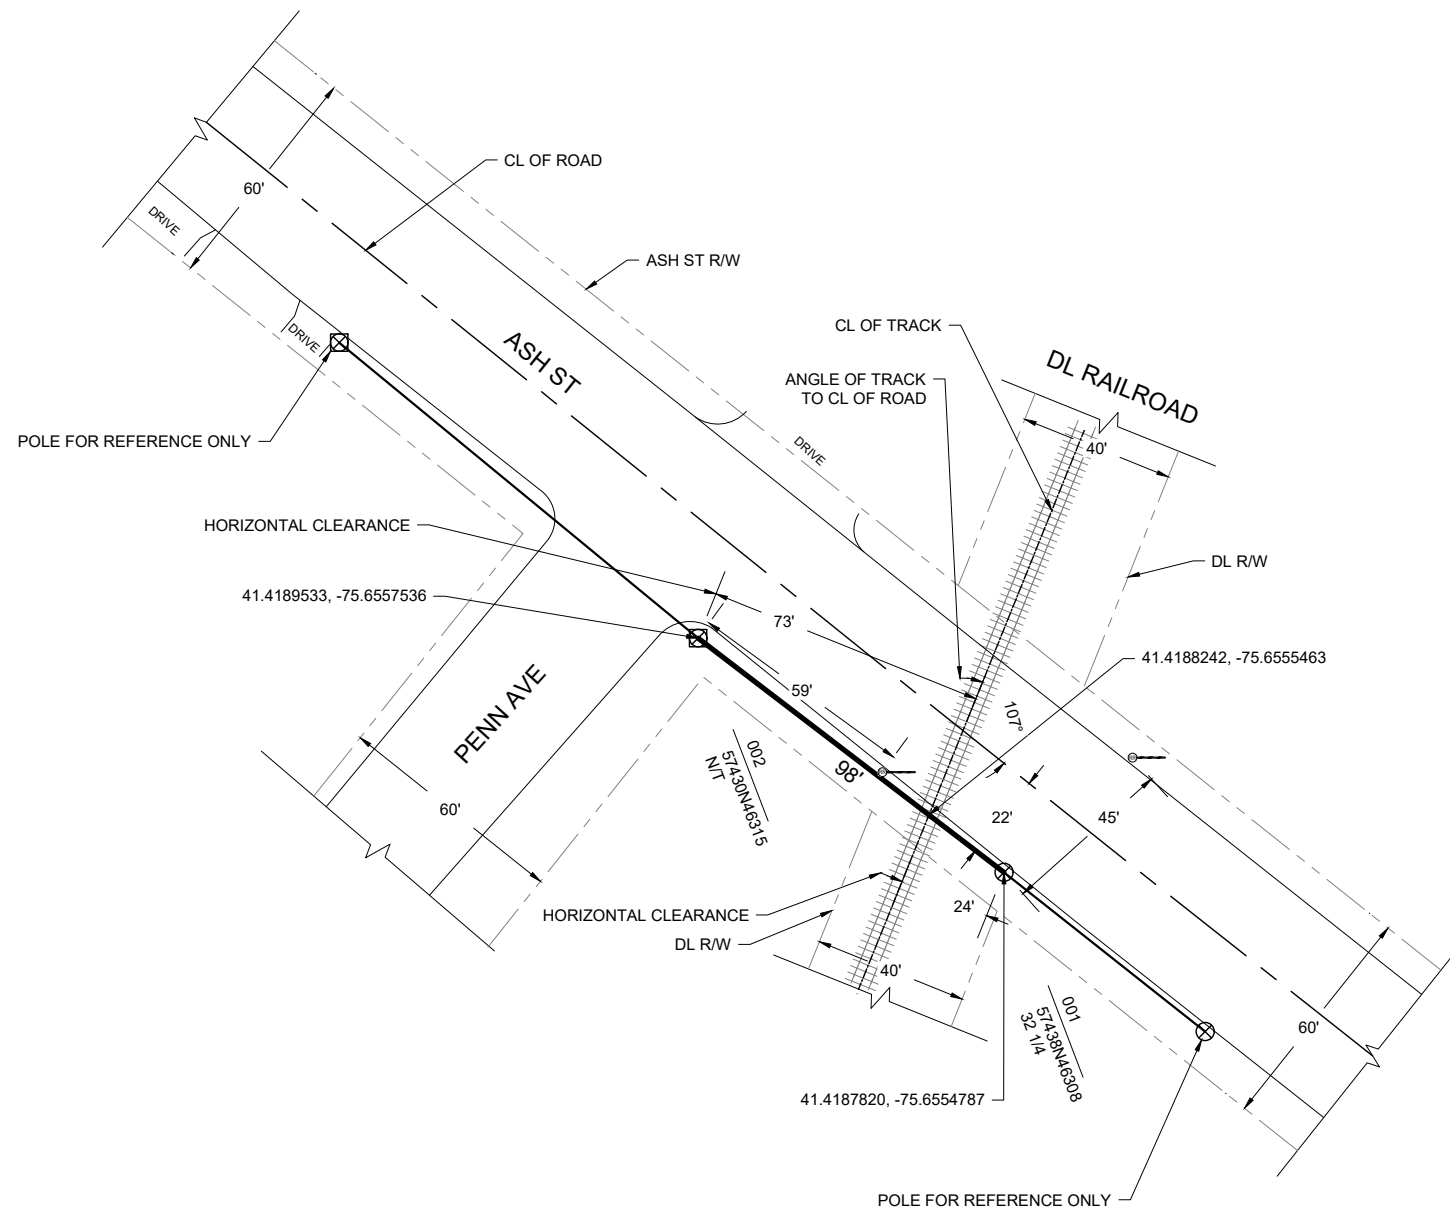 CL OF ROAD
60'
DRIVE
ASH ST R/W
DRIVE
ASH ST
CL OF TRACK
DL RAILROAD
ANGLE OF TRACK
TO CL OF ROAD
POLE FOR REFERENCE ONLY
DRIVE
40'
HORIZONTAL CLEARANCE
DL R/W
41.4189533, -75.6557536
73'
41.4188242, -75.6555463
59'
107°
PENN AVE
002
57430N46315
N/T
98'
60'
22'
45'
HORIZONTAL CLEARANCE
24'
DL R/W
40'
001
57438N46308
32 1/4
60'
41.4187820, -75.6554787
POLE FOR REFERENCE ONLY